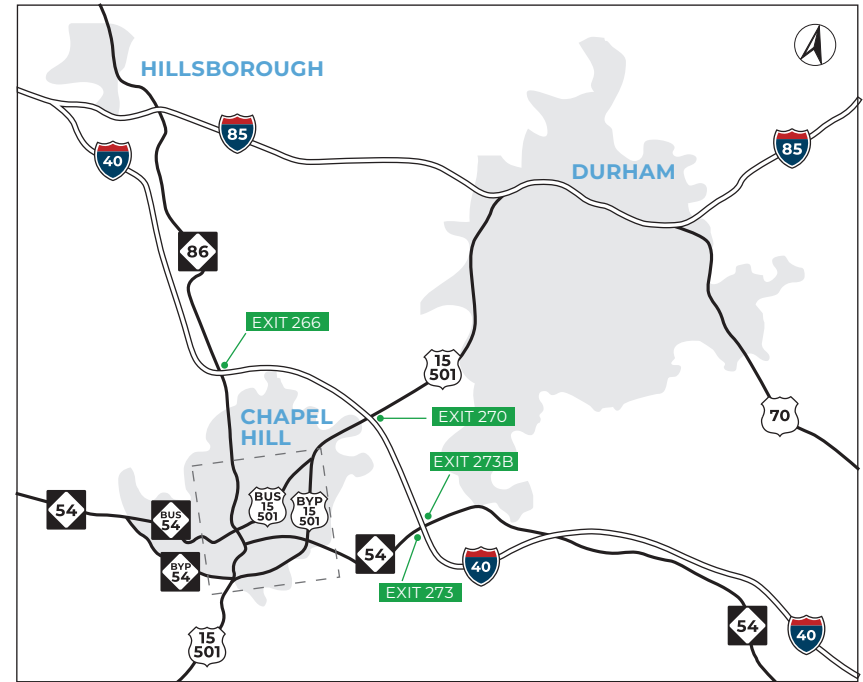 HILLSBOROUGH
85
40
DURHAM
85
86
EXIT 266
15
501
CHAPEL
HILL
EXIT 270
70
EXIT 273B
BUS
15
501
BYP
15
501
54
BUS
54
54
BYP
54
40
EXIT 273
54
40
15
501